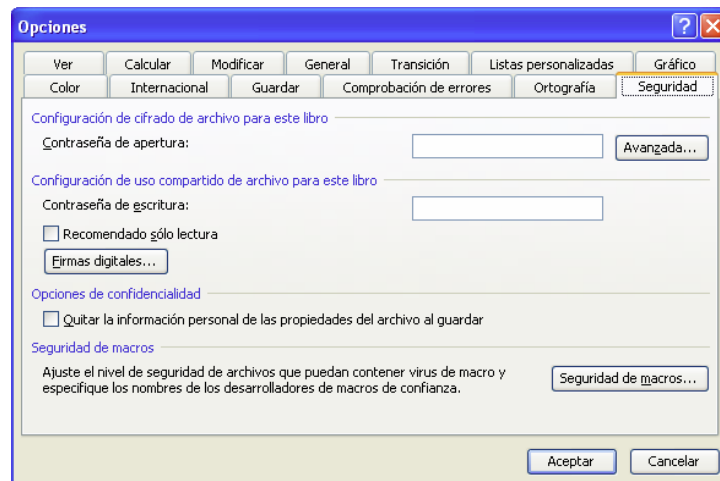 Opciones
Ver Calcular Modificar General Transición Listas personalizadas Gráfico
Color Internacional Guardar Comprobación de errores Ortografía Seguridad
Configuración de cifrado de archivo para este libro
Contraseña de apertura: Avanzada...
Configuración de uso compartido de archivo para este libro
Contraseña de escritura:
Recomendado sólo lectura
Firmas digitales...
Opciones de confidencialidad
Quitar la información personal de las propiedades del archivo al guardar
Seguridad de macros
Ajuste el nivel de seguridad de archivos que puedan contener virus de macro y
especifique los nombres de los desarrolladores de macros de confianza.
Seguridad de macros...
Aceptar Cancelar